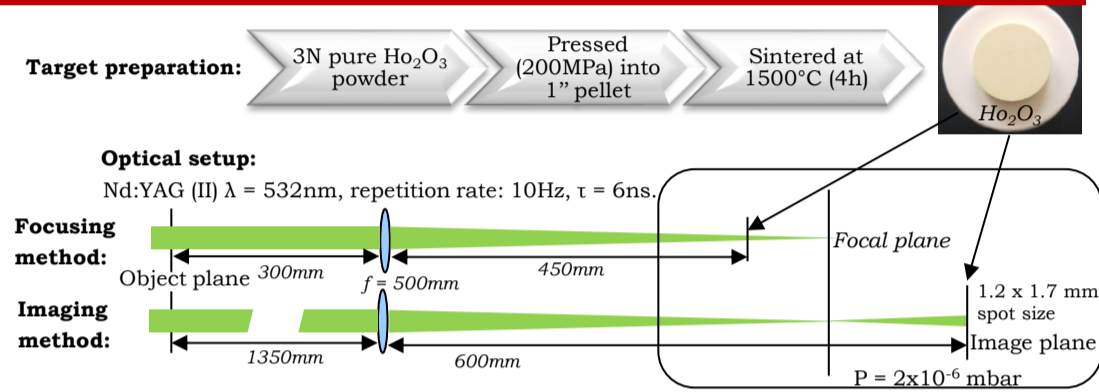 Target preparation:
3N pure Ho₂O₃
powder
Pressed
(200MPa) into
1” pellet
Sintered at
1500°C (4h)
Ho₂O₃
Optical setup:
Nd:YAG (II) λ = 532nm, repetition rate: 10Hz, τ = 6ns.
Focusing
method:
Focal plane
300mm
450mm
Object plane
f = 500mm
Imaging
method:
1.2 x 1.7 mm
spot size
Image plane
1350mm
600mm
P = 2x10⁻⁶ mbar